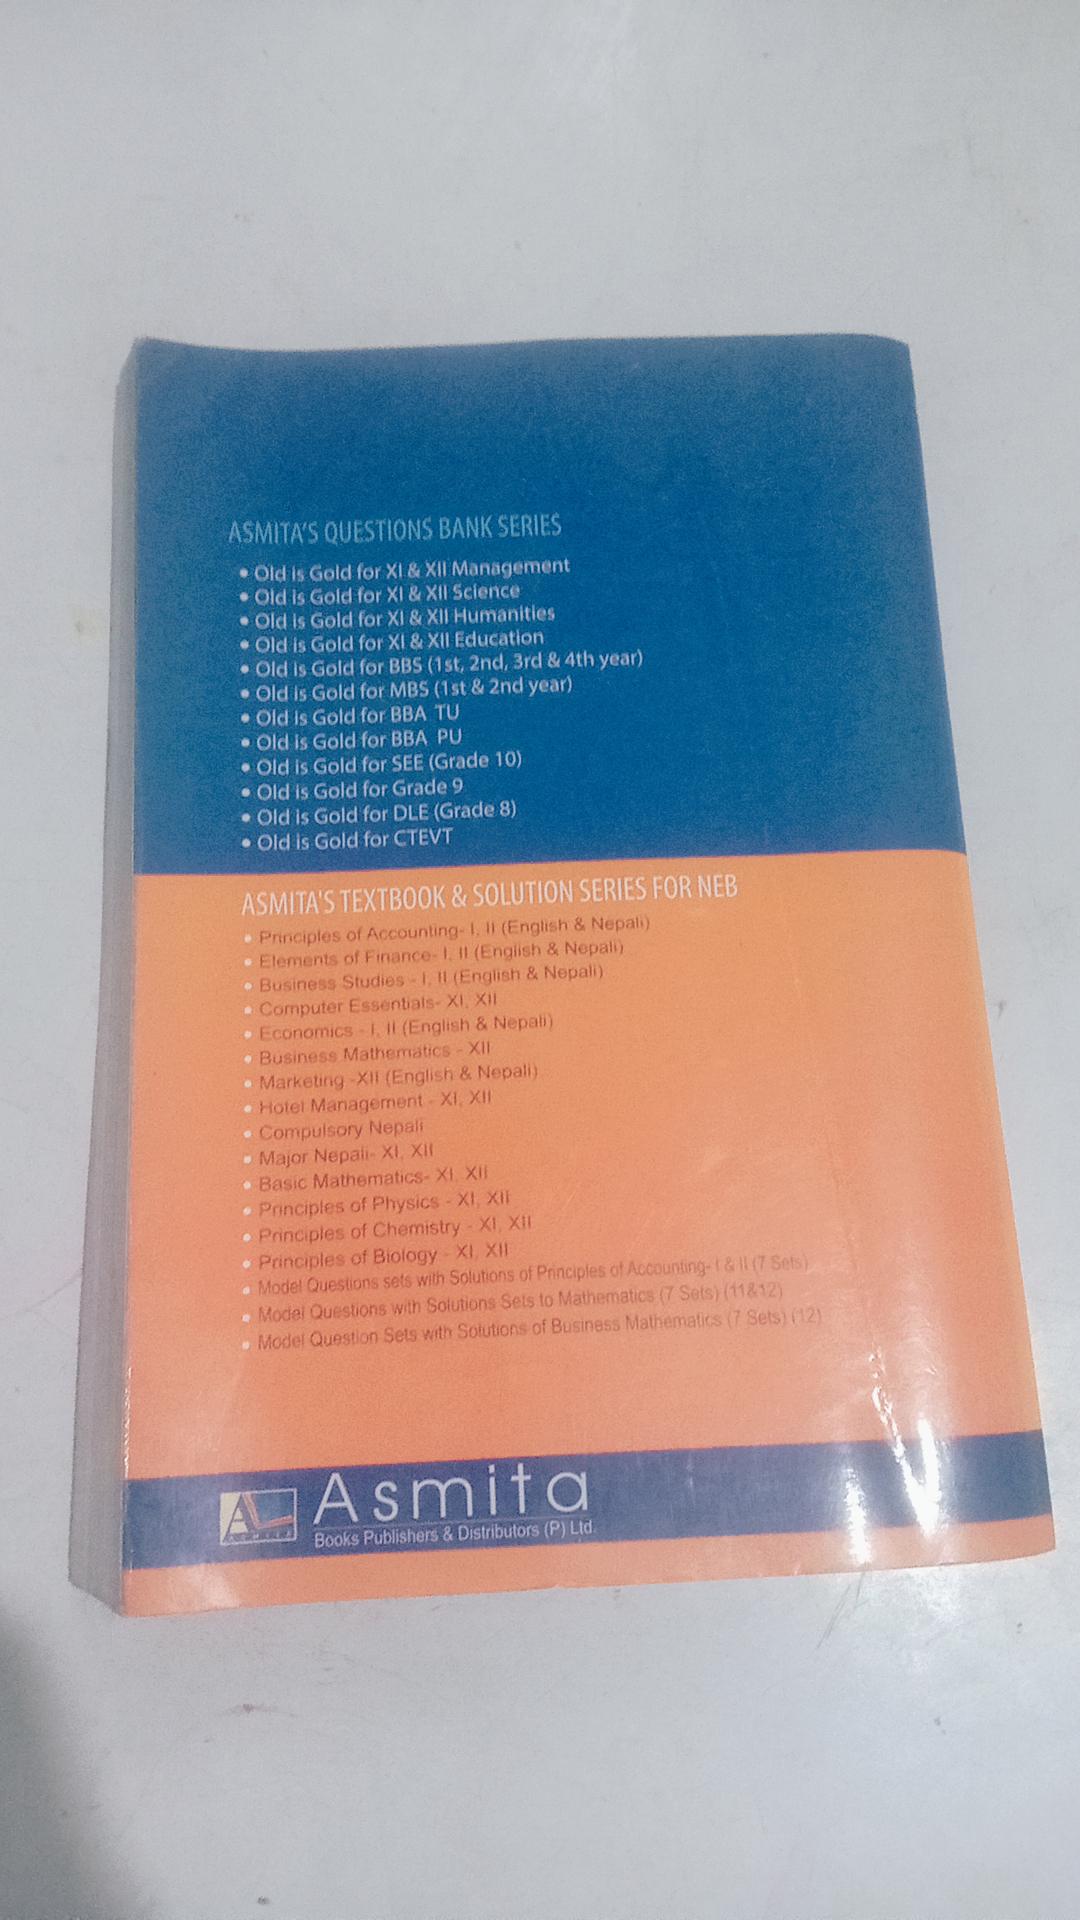 ASMITA'S QUESTIONS BANK SERIES
• Old is Gold for XI & XII Management
• Old is Gold for XI & XII Science
• Old is Gold for XI & XII Humanities
• Old is Gold for XI & XII Education
• Old is Gold for BBS (1st, 2nd, 3rd & 4th year)
• Old is Gold for MBS (1st & 2nd year)
• Old is Gold for BBA TU
• Old is Gold for BBA PU
• Old is Gold for SEE (Grade 10)
• Old is Gold for Grade 9
• Old is Gold for DLE (Grade 8)
• Old is Gold for CTEVT
ASMITA'S TEXTBOOK & SOLUTION SERIES FOR NEB
• Principles of Accounting- I, II (English & Nepali)
• Elements of Finance- I, II (English & Nepali)
• Business Studies - I, II (English & Nepali)
• Computer Essentials- XI, XII
• Economics - I, II (English & Nepali)
• Business Mathematics - XII
• Marketing -XII (English & Nepali)
• Hotel Management - XI, XII
• Compulsory Nepali
• Major Nepali- XI, XII
• Basic Mathematics- XI, XII
• Principles of Physics - XI, XII
• Principles of Chemistry - XI, XII
• Principles of Biology - XI, XII
• Model Questions sets with Solutions of Principles of Accounting- I & II (7 Sets)
• Model Questions with Solutions Sets to Mathematics (7 Sets) (11&12)
• Model Question Sets with Solutions of Business Mathematics (7 Sets) (12)
Asmita
ASMITA
Books Publishers & Distributors (P) Ltd.